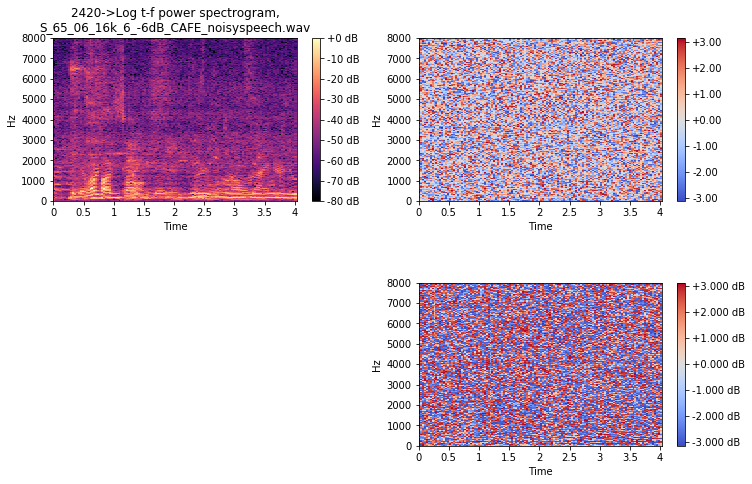 2420->Log t-f power spectrogram,
S_65_06_16k_6_-6dB_CAFE_noisyspeech.wav
8000
7000
6000
5000
4000
3000
2000
1000
0
Hz
0 0.5 1 1.5 2 2.5 3 3.5 4
Time
+0 dB
-10 dB
-20 dB
-30 dB
-40 dB
-50 dB
-60 dB
-70 dB
-80 dB
8000
7000
6000
5000
4000
3000
2000
1000
0
Hz
0 0.5 1 1.5 2 2.5 3 3.5 4
Time
+3.00
+2.00
+1.00
+0.00
-1.00
-2.00
-3.00
8000
7000
6000
5000
4000
3000
2000
1000
0
Hz
0 0.5 1 1.5 2 2.5 3 3.5 4
Time
+3.000 dB
+2.000 dB
+1.000 dB
+0.000 dB
-1.000 dB
-2.000 dB
-3.000 dB